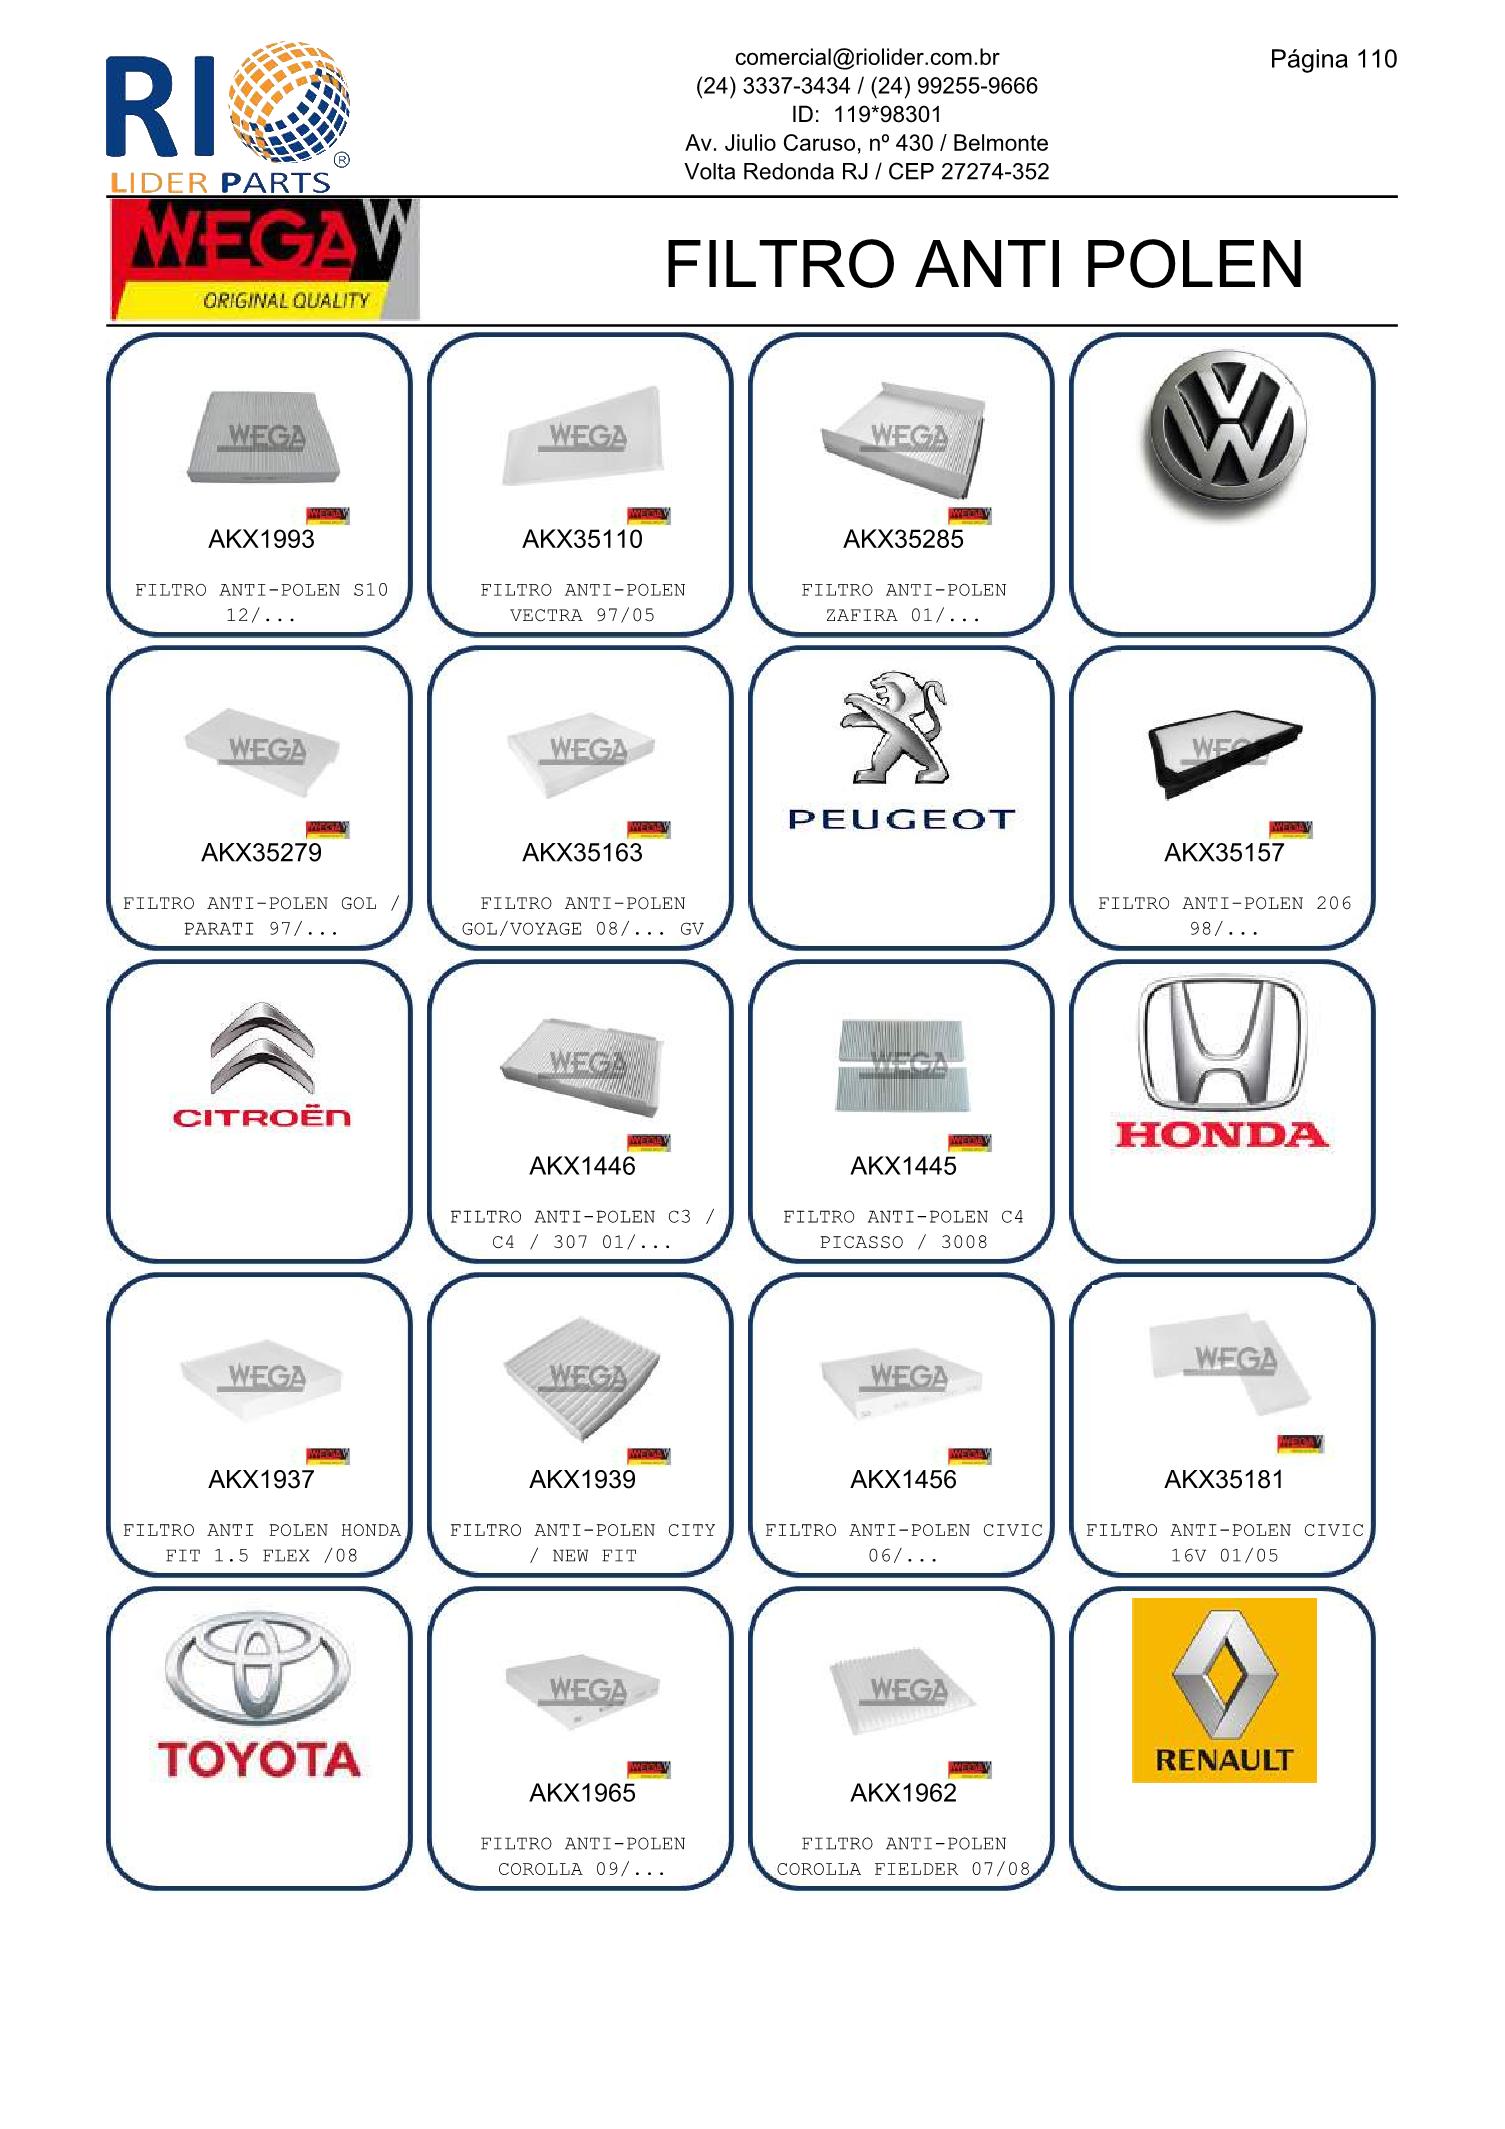 RIO
LIDER PARTS
®
comercial@riolider.com.br
(24) 3337-3434 / (24) 99255-9666
ID: 119*98301
Av. Jiulio Caruso, nº 430 / Belmonte
Volta Redonda RJ / CEP 27274-352
Página 110
WEGA W
ORIGINAL QUALITY
FILTRO ANTI POLEN
WEGA
AKX1993
FILTRO ANTI-POLEN S10
12/...
WEGA
AKX35110
FILTRO ANTI-POLEN
VECTRA 97/05
WEGA
AKX35285
FILTRO ANTI-POLEN
ZAFIRA 01/...
WEGA
AKX35279
FILTRO ANTI-POLEN GOL /
PARATI 97/...
WEGA
AKX35163
FILTRO ANTI-POLEN
GOL/VOYAGE 08/... GV
PEUGEOT
WEGA
AKX35157
FILTRO ANTI-POLEN 206
98/...
CITROËN
WEGA
AKX1446
FILTRO ANTI-POLEN C3 /
C4 / 307 01/...
WEGA
AKX1445
FILTRO ANTI-POLEN C4
PICASSO / 3008
HONDA
WEGA
AKX1937
FILTRO ANTI POLEN HONDA
FIT 1.5 FLEX /08
WEGA
AKX1939
FILTRO ANTI-POLEN CITY
/ NEW FIT
WEGA
AKX1456
FILTRO ANTI-POLEN CIVIC
06/...
WEGA
AKX35181
FILTRO ANTI-POLEN CIVIC
16V 01/05
TOYOTA
WEGA
AKX1965
FILTRO ANTI-POLEN
COROLLA 09/...
WEGA
AKX1962
FILTRO ANTI-POLEN
COROLLA FIELDER 07/08
RENAULT